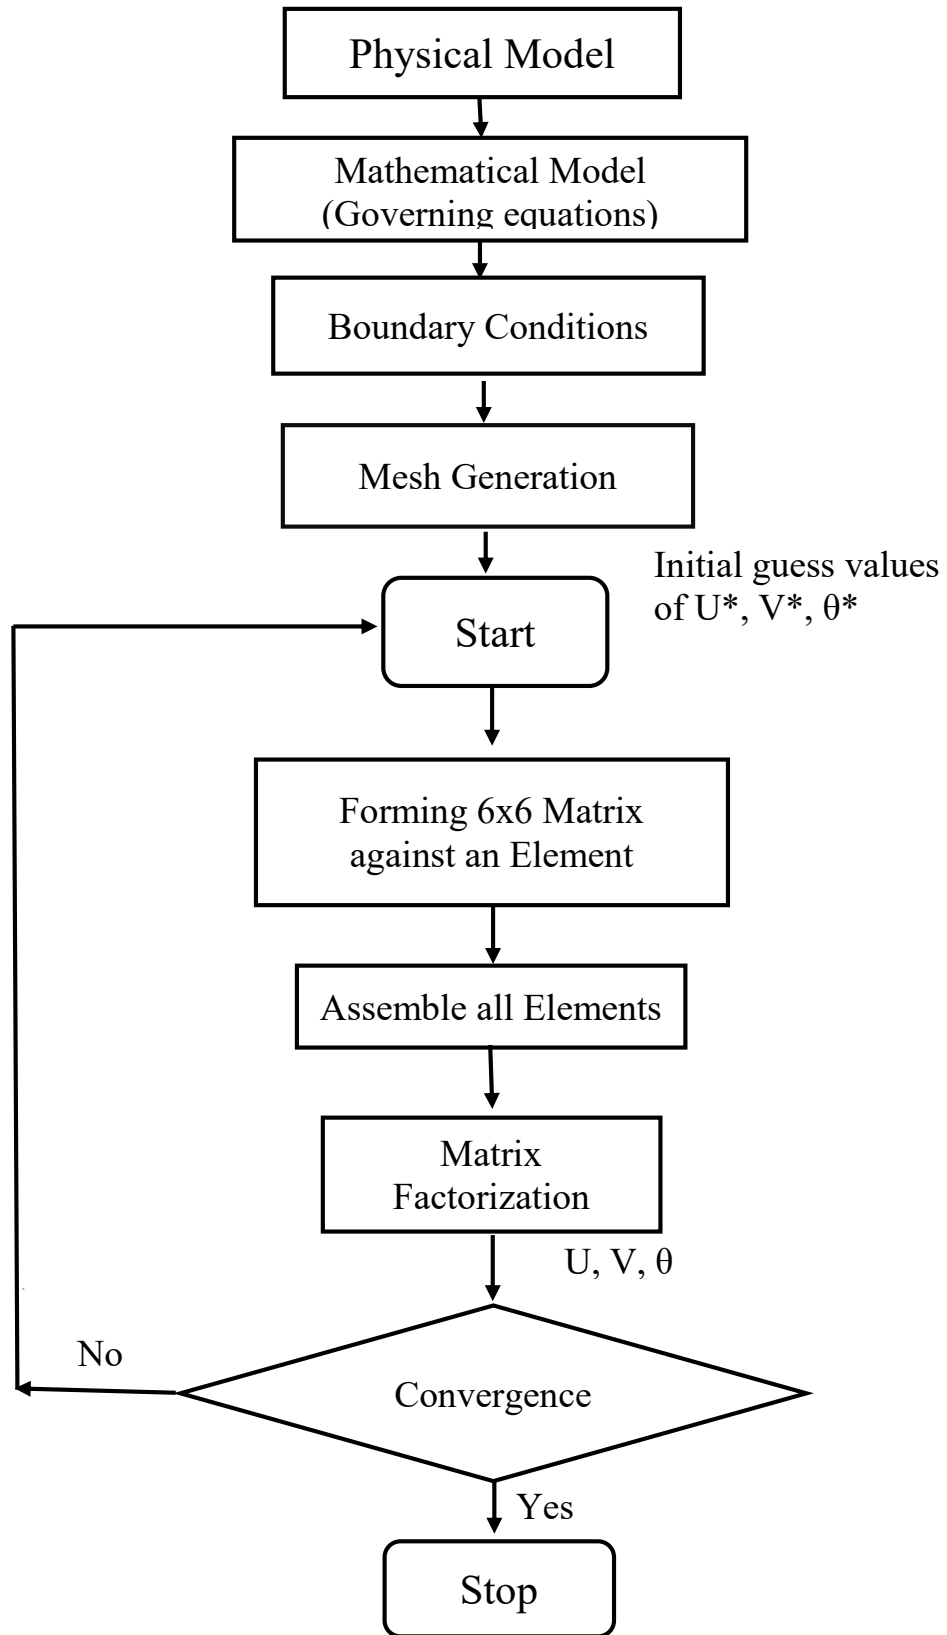 Physical Model
Mathematical Model
(Governing equations)
Boundary Conditions
Mesh Generation
Initial guess values
of U*, V*, θ*
Start
Forming 6x6 Matrix
against an Element
Assemble all Elements
Matrix
Factorization
U, V, θ
No
Convergence
Yes
Stop